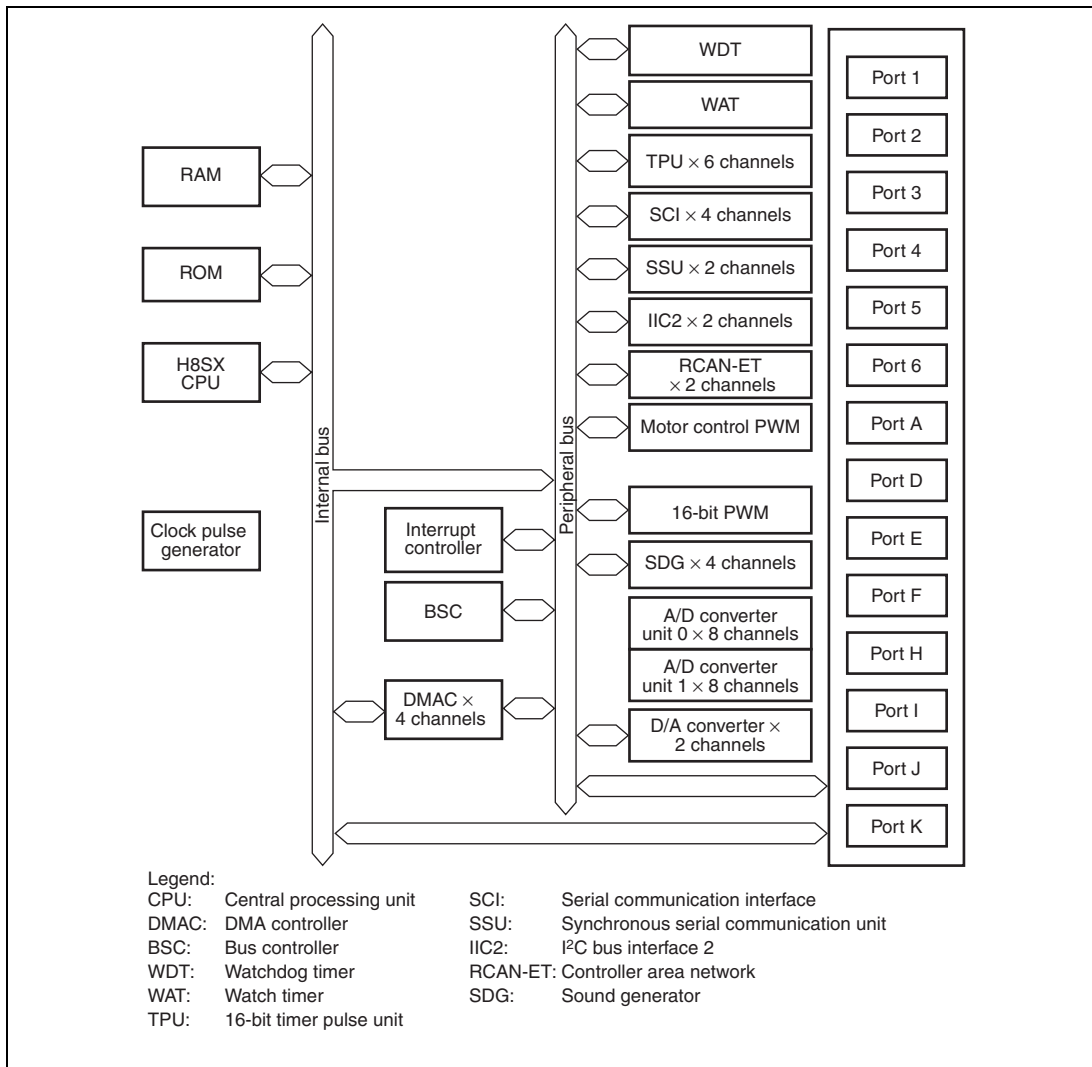 RAM
ROM
H8SX
CPU
Clock pulse
generator
Internal bus
Interrupt
controller
BSC
DMAC ×
4 channels
Peripheral bus
WDT
WAT
TPU × 6 channels
SCI × 4 channels
SSU × 2 channels
IIC2 × 2 channels
RCAN-ET
× 2 channels
Motor control PWM
16-bit PWM
SDG × 4 channels
A/D converter
unit 0 × 8 channels
A/D converter
unit 1 × 8 channels
D/A converter ×
2 channels
Port 1
Port 2
Port 3
Port 4
Port 5
Port 6
Port A
Port D
Port E
Port F
Port H
Port I
Port J
Port K
Legend:
CPU: Central processing unit
DMAC: DMA controller
BSC: Bus controller
WDT: Watchdog timer
WAT: Watch timer
TPU: 16-bit timer pulse unit
SCI: Serial communication interface
SSU: Synchronous serial communication unit
IIC2: I²C bus interface 2
RCAN-ET: Controller area network
SDG: Sound generator